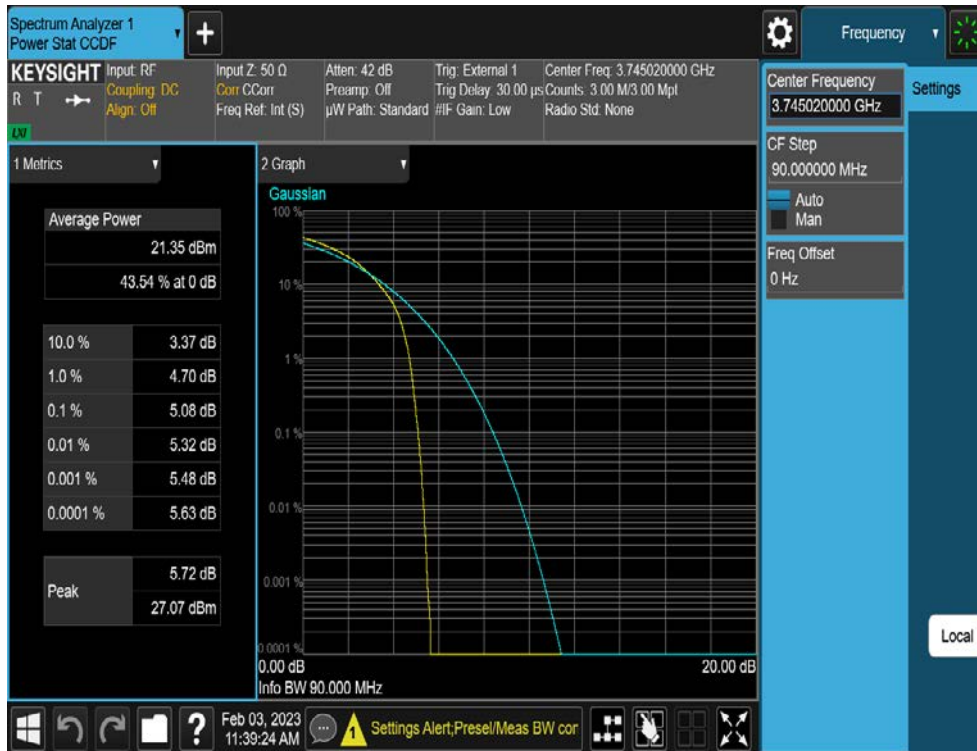 Spectrum Analyzer 1
Power Stat CCDF
+
Frequency
KEYSIGHT
R T
LXI
Input: RF
Coupling: DC
Align: Off
Input Z: 50 Ω
Corr CCorr
Freq Ref: Int (S)
Atten: 42 dB
Preamp: Off
µW Path: Standard
Trig: External 1
Trig Delay: 30.00 µs
#IF Gain: Low
Center Freq: 3.745020000 GHz
Counts: 3.00 M/3.00 Mpt
Radio Std: None
Center Frequency
3.745020000 GHz
Settings
CF Step
90.000000 MHz
Auto
Man
Freq Offset
0 Hz
Local
1 Metrics
Average Power
21.35 dBm
43.54 % at 0 dB
10.0 % 3.37 dB
1.0 % 4.70 dB
0.1 % 5.08 dB
0.01 % 5.32 dB
0.001 % 5.48 dB
0.0001 % 5.63 dB
Peak
5.72 dB
27.07 dBm
2 Graph
Gaussian
100 %
10 %
1 %
0.1 %
0.01 %
0.001 %
0.0001 %
0.00 dB 20.00 dB
Info BW 90.000 MHz
?
Feb 03, 2023
11:39:24 AM
1
Settings Alert;Presel/Meas BW cor